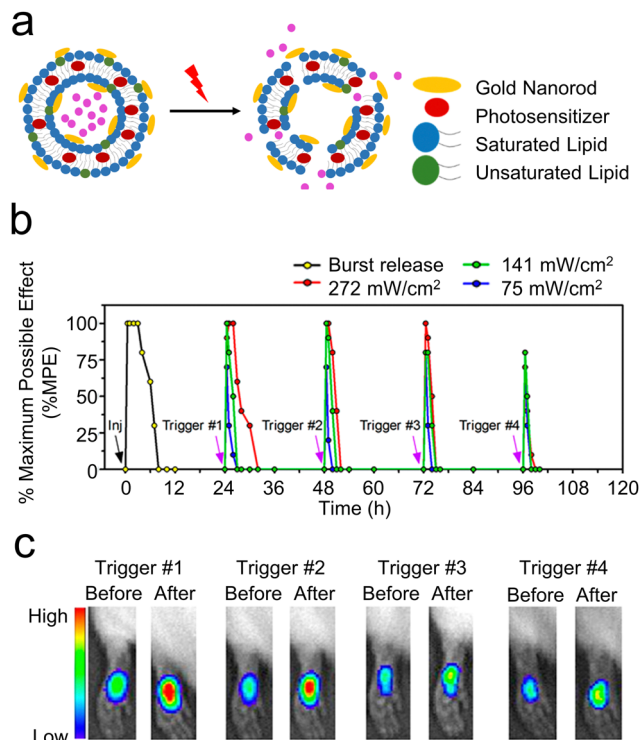 a
Gold Nanorod
Photosensitizer
Saturated Lipid
Unsaturated Lipid
b
Burst release
141 mW/cm²
272 mW/cm²
75 mW/cm²
% Maximum Possible Effect
(%MPE)
100
75
50
25
0
Inj
Trigger #1
Trigger #2
Trigger #3
Trigger #4
0 12 24 36 48 60 72 84 96 108 120
Time (h)
c
Trigger #1 Trigger #2 Trigger #3 Trigger #4
Before After Before After Before After Before After
High
Low